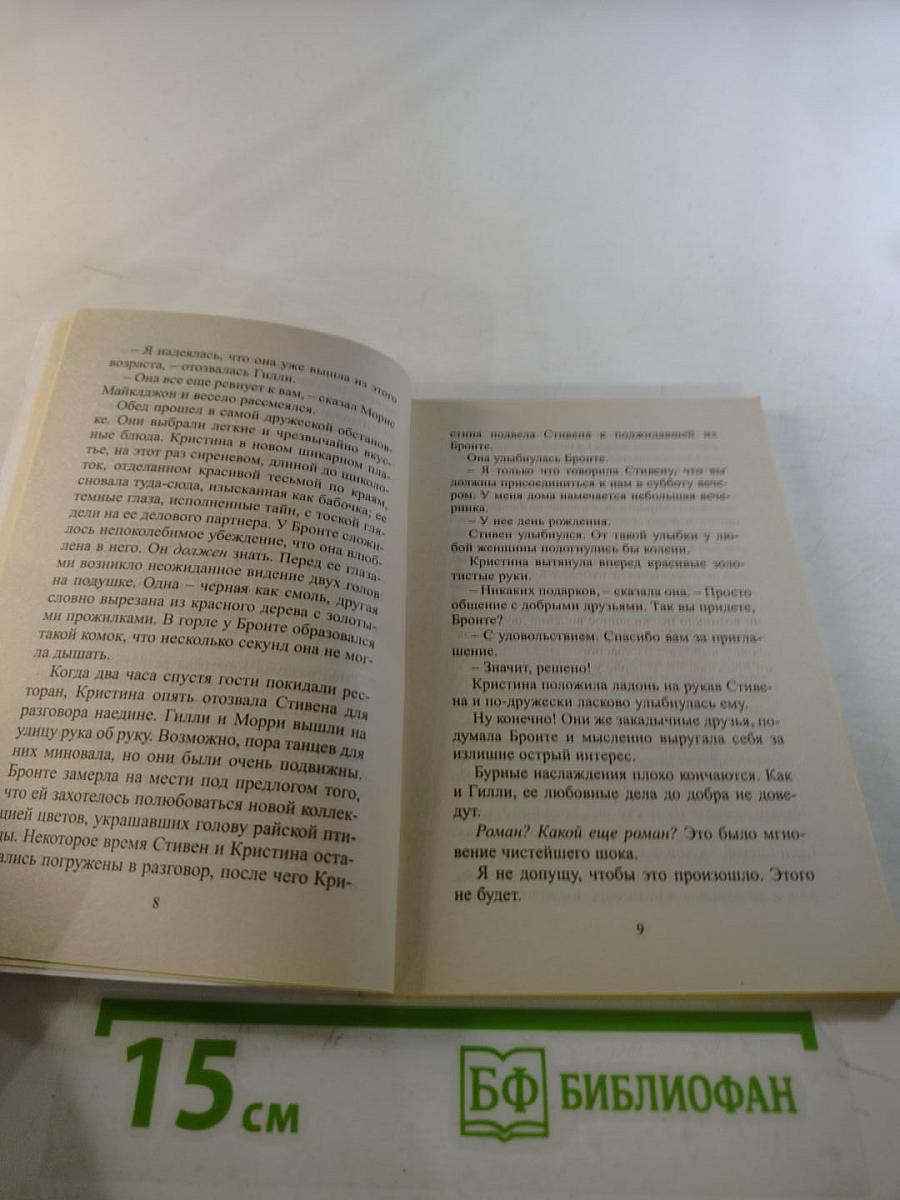 – Я надеялась, что она уже вышла из этого
возраста, – отозвалась Гилли.
– Она все еще ревнует к вам, – сказал Морис
Майклджон и весело рассмеялся.
Обед прошел в самой дружеской обстанов-
ке. Они выбрали легкие и чрезвычайно вкус-
ные блюда. Кристина в новом шикарном пла-
тье, на этот раз сиреневом, длиной до щиколо-
ток, отделанном красивой тесьмой по краям,
сновала туда-сюда, изысканная как бабочка; ее
темные глаза, исполненные тайн, с тоской гля-
дели на ее делового партнера. У Бронте сложи-
лось непоколебимое убеждение, что она влюб-
лена в него. Он должен знать. Перед ее глаза-
ми возникло неожиданное видение двух голов
на подушке. Одна – черная как смоль, другая
словно вырезана из красного дерева с золоты-
ми прожилками. В горле у Бронте образовался
такой комок, что несколько секунд она не мог-
ла дышать.
Когда два часа спустя гости покидали рес-
торан, Кристина опять отозвала Стивена для
разговора наедине. Гилли и Морри вышли на
улицу рука об руку. Возможно, пора танцев для
них миновала, но они были очень подвижны.
Бронте замерла на мести под предлогом того,
что ей захотелось полюбоваться новой коллек-
цией цветов, украшавших голову райской пти-
цы. Некоторое время Стивен и Кристина оста-
вались погружены в разговор, после чего Кри-
8
стина подвела Стивена к поджидавшей их
Бронте.
Она улыбнулась Бронте.
– Я только что говорила Стивену, что вы
должны присоединиться к нам в субботу вече-
ром. У меня дома намечается небольшая вече-
ринка.
– У нее день рождения.
Стивен улыбнулся. От такой улыбки у лю-
бой женщины подогнулись бы колени.
Кристина вытянула вперед красивые золо-
тистые руки.
– Никаких подарков, – сказала она. – Просто
общение с добрыми друзьями. Так вы придете,
Бронте?
– С удовольствием. Спасибо вам за пригла-
шение.
– Значит, решено!
Кристина положила ладонь на рукав Стиве-
на и по-дружески ласково улыбнулась ему.
Ну конечно! Они же закадычные друзья, по-
думала Бронте и мысленно выругала себя за
излишне острый интерес.
Бурные наслаждения плохо кончаются. Как
и Гилли, ее любовные дела до добра не дове-
дут.
Роман? Какой еще роман? Это было мгно-
вение чистейшего шока.
Я не допущу, чтобы это произошло. Этого
не будет.
9
15 см
БФ БИБЛИОФАН